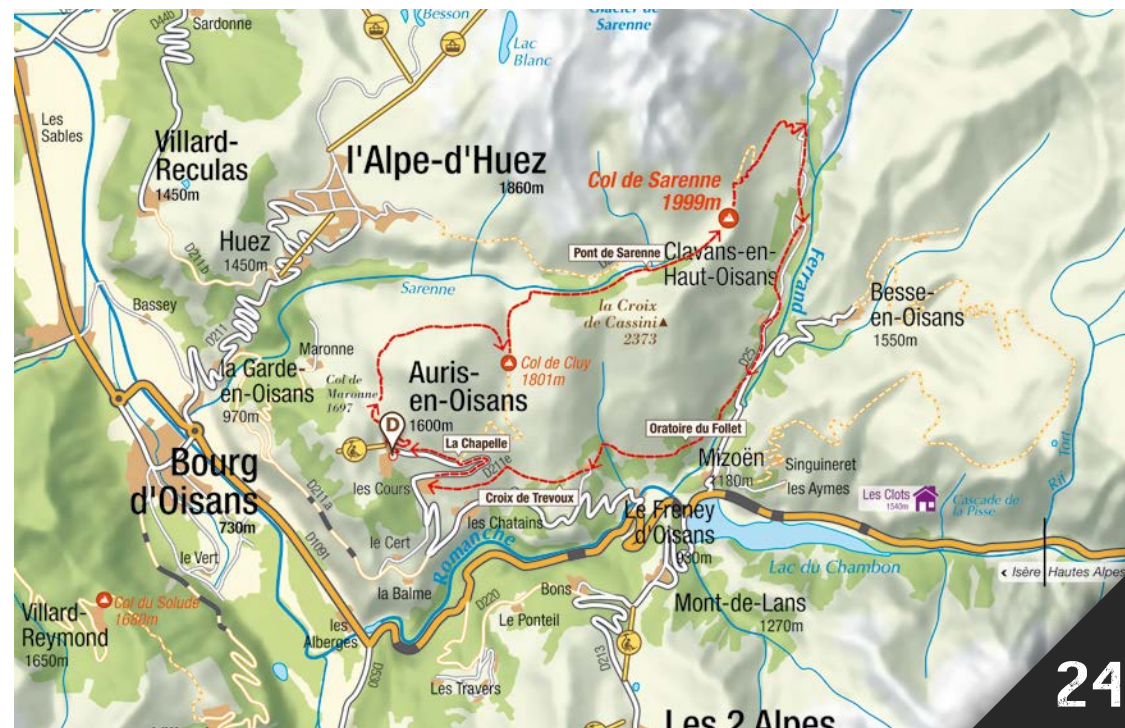 D44b
Sardonne
Besson
Glacier de
Sarenne
Lac
Blanc
Les
Sables
Villard-
Reculas
1450m
l'Alpe-d'Huez
1860m
Col de Sarenne
1999m
Huez
1450m
D211b
Pont de Sarenne
Clavans-en-
Haut-Oisans
Ferrand
Sarenne
Bassey
D211
la Croix
de Cassini
2373
Besse-
en-Oisans
1550m
Maronne
la Garde-
en-Oisans
970m
Col de
Maronne
1697
Auris-
en-Oisans
1600m
Col de Cluy
1801m
D25
D
La Chapelle
D211e
Oratoire du Follet
Mizoën
1180m
Singuineret
les Aymes
Bourg
d'Oisans
730m
D211a
les Cours
Croix de Trevoux
les Chatains
Les Clots
1540m
Cascade de
la Pisse
Rif Tort
Le Freney
d'Oisans
930m
le Cert
Romanche
Lac du Chambon
< Isère
Hautes Alpes
le Vert
D1091
la Balme
Bons
D220
Le Ponteil
Mont-de-Lans
1270m
Col du Solude
1680m
Villard-
Reymond
1650m
les
Alberges
D530
D213
Les Travers
Les 2 Alpes
24